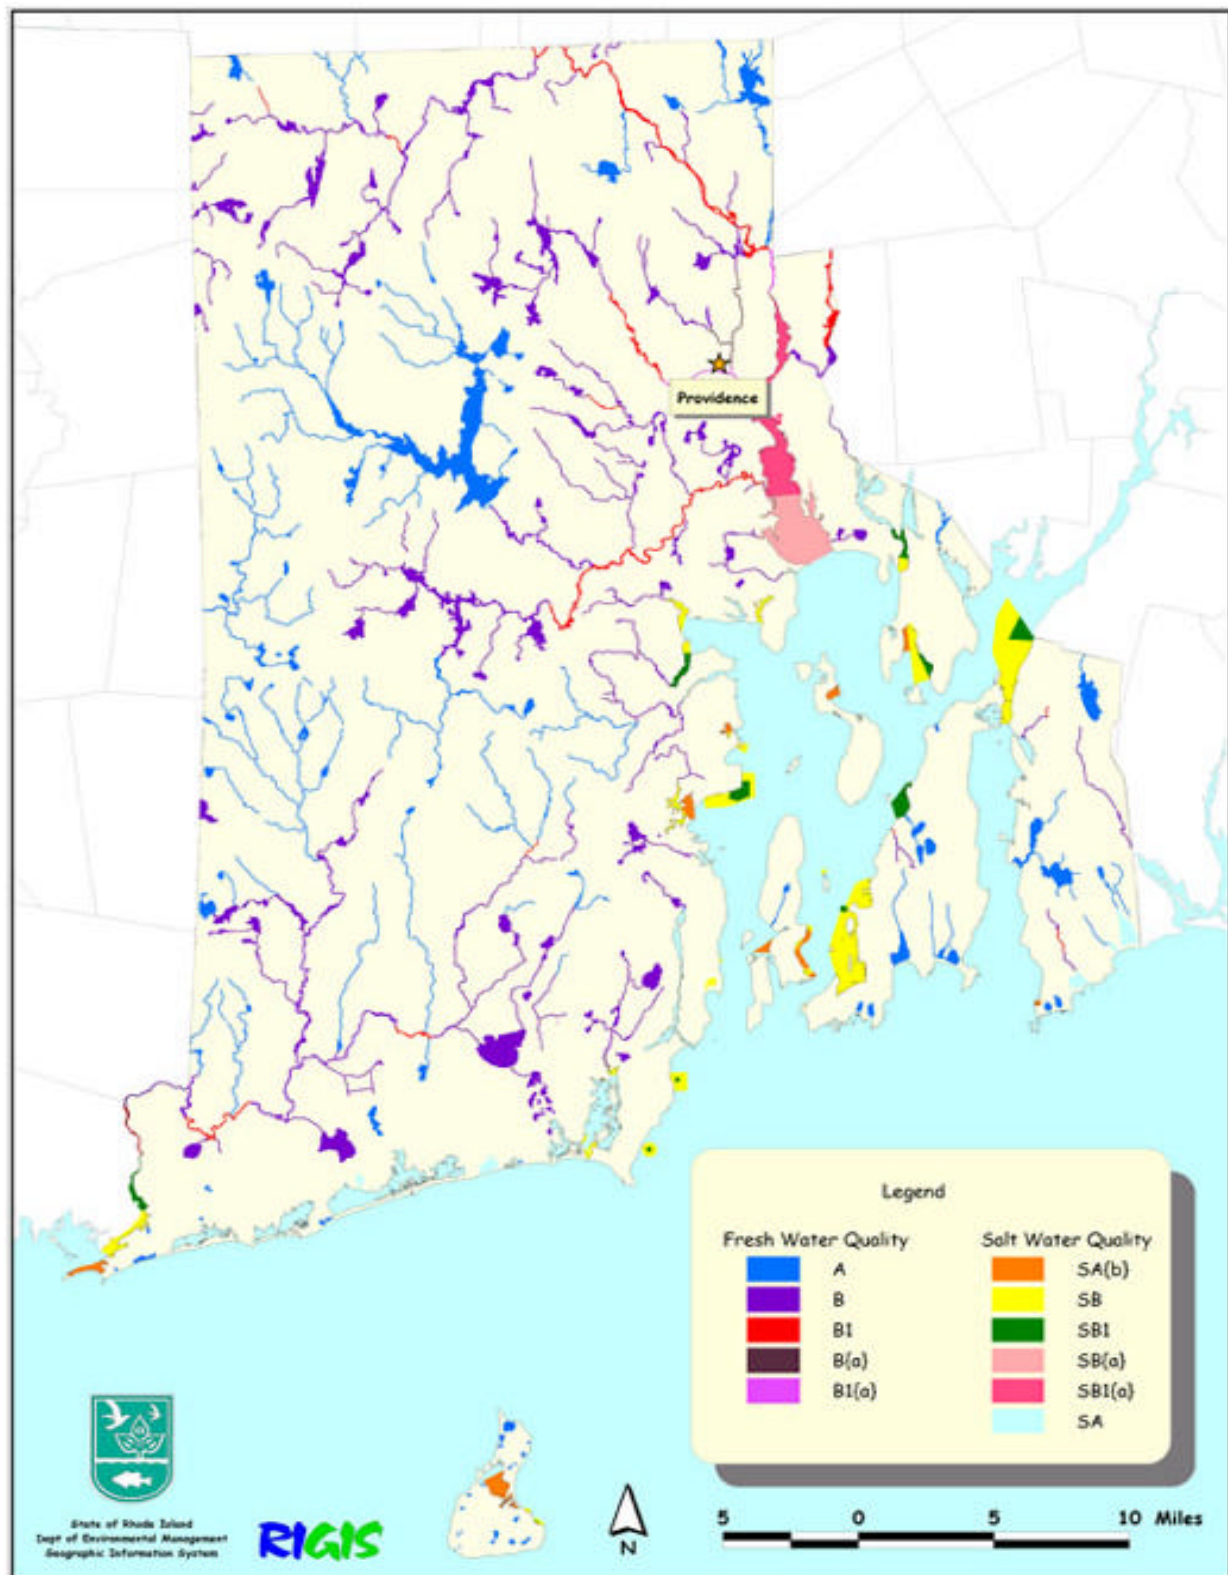 Providence
Legend
Fresh Water Quality
A
B
B1
B{a}
B1{a}
Salt Water Quality
SA{b}
SB
SB1
SB{a}
SB1{a}
SA
State of Rhode Island
Dept of Environmental Management
Geographic Information System
RIGIS
N
5 0 5 10 Miles